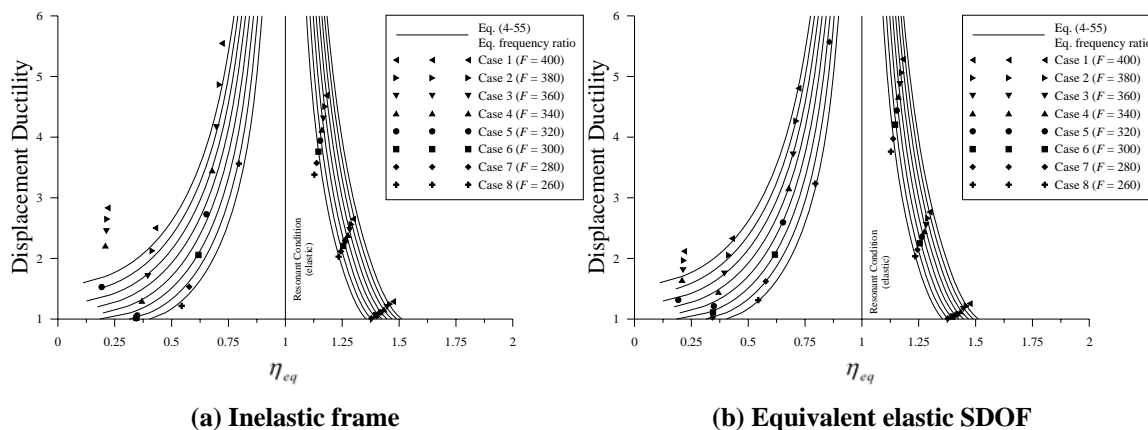 6
5
4
3
2
1
Displacement Ductility
0 0.25 0.5 0.75 1 1.25 1.5 1.75 2
η eq
Resonant Condition
(elastic)
Eq. (4-55)
Eq. frequency ratio
Case 1 (F = 400)
Case 2 (F = 380)
Case 3 (F = 360)
Case 4 (F = 340)
Case 5 (F = 320)
Case 6 (F = 300)
Case 7 (F = 280)
Case 8 (F = 260)
(a) Inelastic frame
6
5
4
3
2
1
Displacement Ductility
0 0.25 0.5 0.75 1 1.25 1.5 1.75 2
η eq
Resonant Condition
(elastic)
Eq. (4-55)
Eq. frequency ratio
Case 1 (F = 400)
Case 2 (F = 380)
Case 3 (F = 360)
Case 4 (F = 340)
Case 5 (F = 320)
Case 6 (F = 300)
Case 7 (F = 280)
Case 8 (F = 260)
(b) Equivalent elastic SDOF